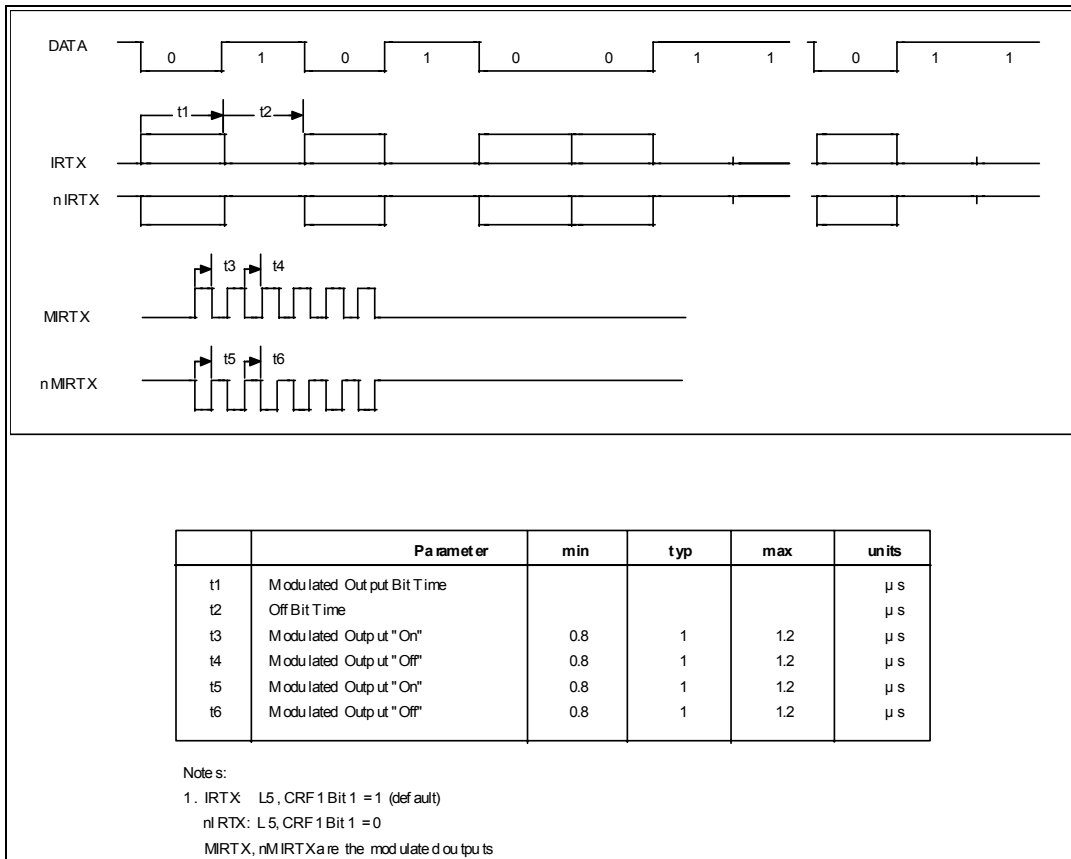 DATA
0 1 0 1 0 0 1 1 0 1 1
t1 t2
IRTX
nIRTX
t3 t4
MIRTX
t5 t6
nMIRTX
Parameter min typ max units
t1 Modulated Output Bit Time µs
t2 Off Bit Time µs
t3 Modulated Output "On" 0.8 1 1.2 µs
t4 Modulated Output "Off" 0.8 1 1.2 µs
t5 Modulated Output "On" 0.8 1 1.2 µs
t6 Modulated Output "Off" 0.8 1 1.2 µs
Notes:
1. IRTX: L5, CRF1 Bit 1 = 1 (default)
nIRTX: L5, CRF1 Bit 1 = 0
MIRTX, nMIRTX are the modulated outputs